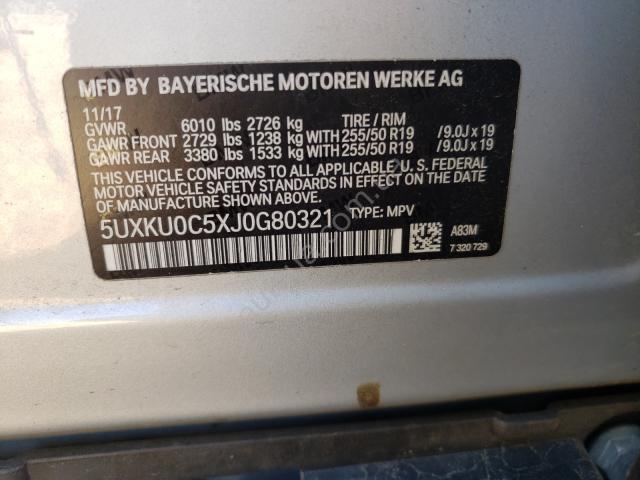 MFD BY BAYERISCHE MOTOREN WERKE AG
11/17
GVWR 6010 lbs 2726 kg TIRE / RIM
GAWR FRONT 2729 lbs 1238 kg WITH 255/50 R19 /9.0J x 19
GAWR REAR 3380 lbs 1533 kg WITH 255/50 R19 /9.0J x 19
THIS VEHICLE CONFORMS TO ALL APPLICABLE U. S. FEDERAL
MOTOR VEHICLE SAFETY STANDARDS IN EFFECT ON THE DATE
OF MANUFACTURE SHOWN ABOVE.
5UXKU0C5XJ0G80321 TYPE: MPV A83M
7 320 729